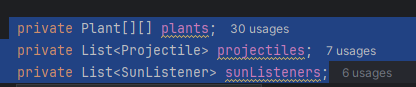 private Plant[][] plants; 30 usages
private List<Projectile> projectiles; 7 usages
private List<SunListener> sunListeners; 6 usages